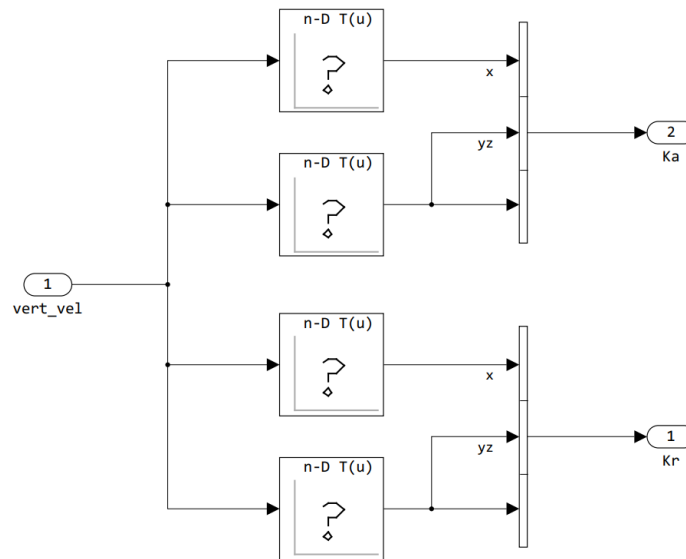 n-D T(u)
?
x
n-D T(u)
?
yz
2
Ka
1
vert_vel
n-D T(u)
?
x
n-D T(u)
?
yz
1
Kr